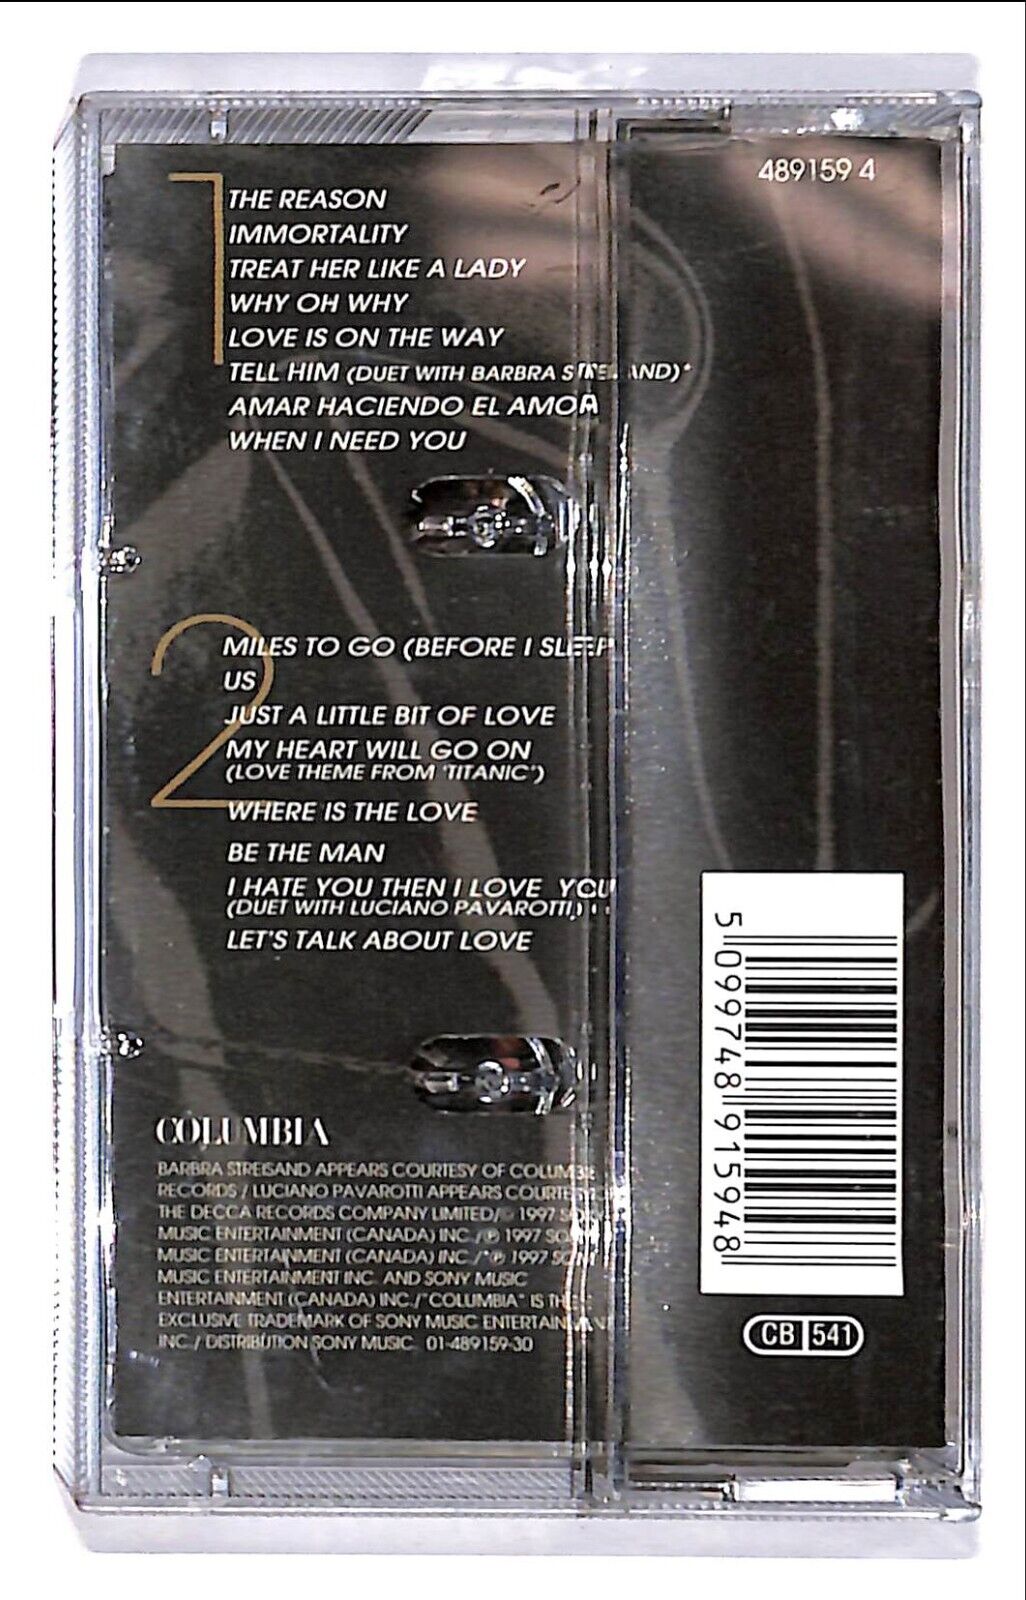 489159 4
1
THE REASON
IMMORTALITY
TREAT HER LIKE A LADY
WHY OH WHY
LOVE IS ON THE WAY
TELL HIM (DUET WITH BARBRA STREISAND)*
AMAR HACIENDO EL AMOR
WHEN I NEED YOU
2
MILES TO GO (BEFORE I SLEEP
US
JUST A LITTLE BIT OF LOVE
MY HEART WILL GO ON
(LOVE THEME FROM 'TITANIC')
WHERE IS THE LOVE
BE THE MAN
I HATE YOU THEN I LOVE YOU
(DUET WITH LUCIANO PAVAROTTI)
LET'S TALK ABOUT LOVE
COLUMBIA
BARBRA STREISAND APPEARS COURTESY OF COLUMBIA
RECORDS / LUCIANO PAVAROTTI APPEARS COURTESY OF
THE DECCA RECORDS COMPANY LIMITED/© 1997 SONY
MUSIC ENTERTAINMENT (CANADA) INC./℗ 1997 SONY
MUSIC ENTERTAINMENT (CANADA) INC./*℗ 1997 SONY
MUSIC ENTERTAINMENT INC. AND SONY MUSIC
ENTERTAINMENT (CANADA) INC./"COLUMBIA" IS THE
EXCLUSIVE TRADEMARK OF SONY MUSIC ENTERTAINMENT
INC./ DISTRIBUTION SONY MUSIC 01-489159-30
5 099748 915948
CB 541